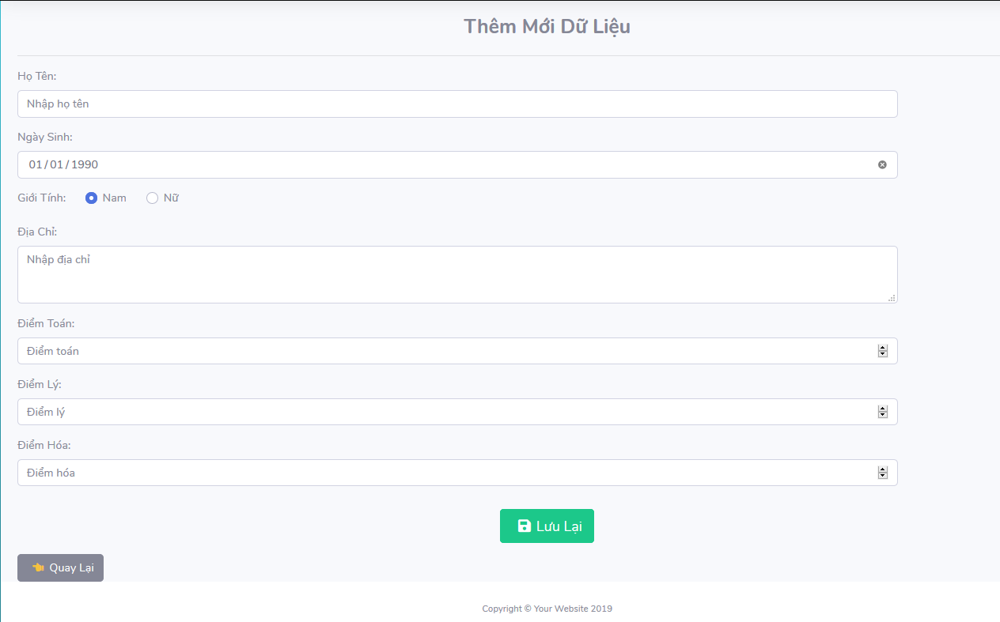 Thêm Mới Dữ Liệu
Họ Tên:
Nhập họ tên
Ngày Sinh:
01/01/1990
Giới Tính: Nam Nữ
Địa Chỉ:
Nhập địa chỉ
Điểm Toán:
Điểm toán
Điểm Lý:
Điểm lý
Điểm Hóa:
Điểm hóa
Lưu Lại
Quay Lại
Copyright © Your Website 2019